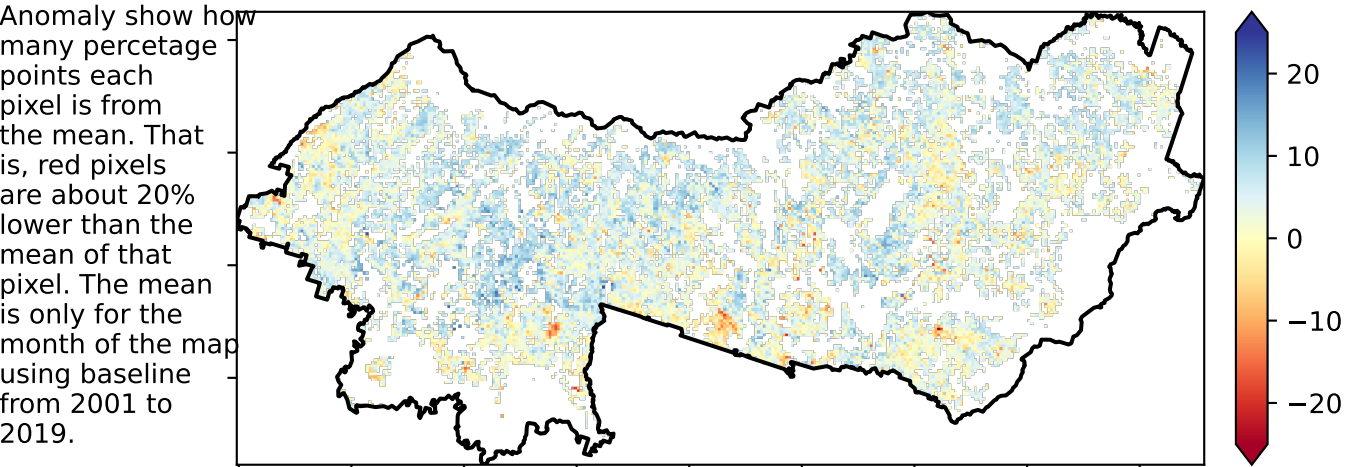 Anomaly show how
many percetage
points each
pixel is from
the mean. That
is, red pixels
are about 20%
lower than the
mean of that
pixel. The mean
is only for the
month of the map
using baseline
from 2001 to
2019.
20
10
0
−10
−20